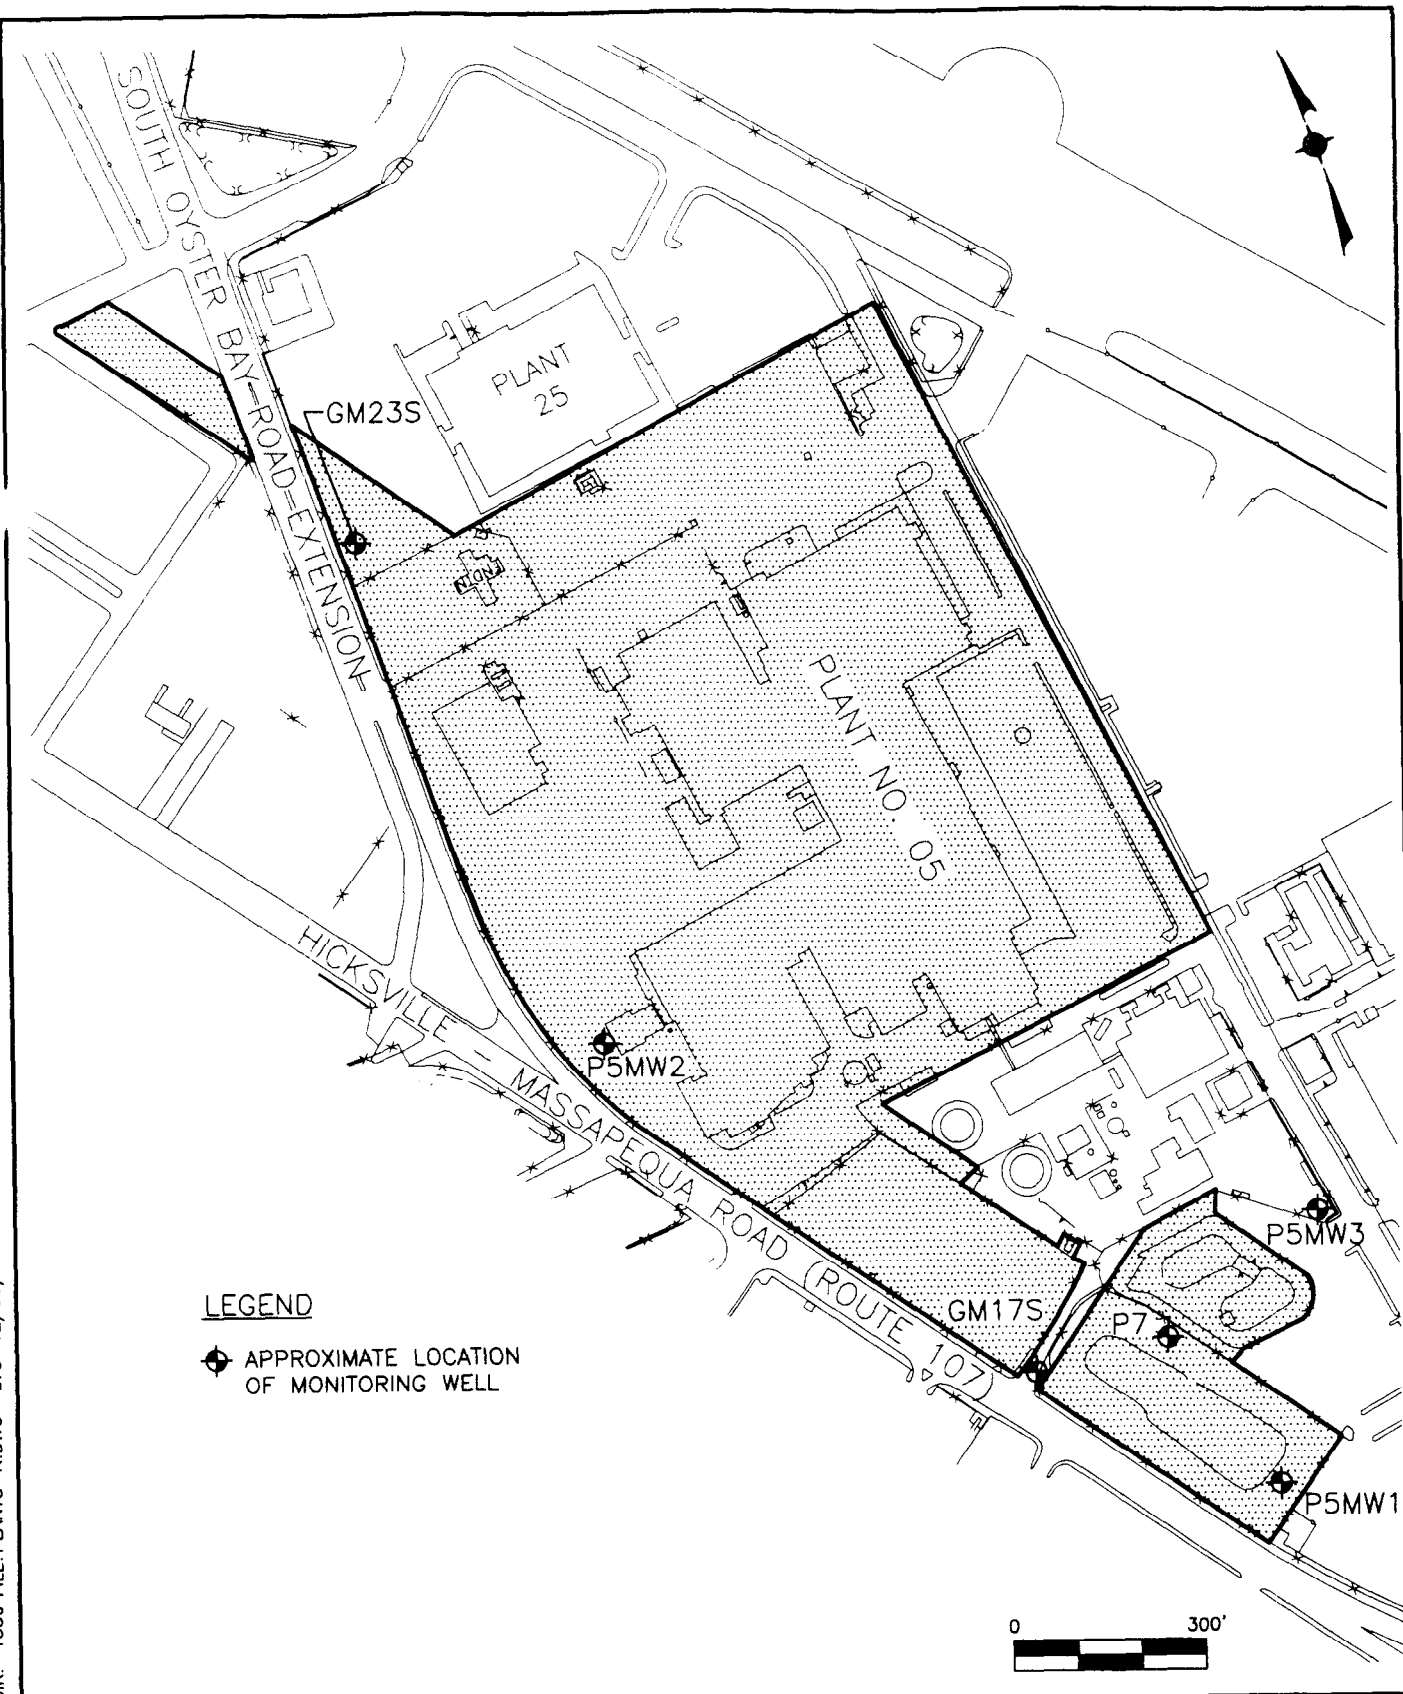 SOUTH OYSTER BAY ROAD EXTENSION
GM23S
PLANT
25
PLANT NO. 05
HICKSVILLE MASSAPEQUA ROAD (ROUTE 107)
P5MW2
P5MW3
GM17S
P7
P5MW1
LEGEND
APPROXIMATE LOCATION
OF MONITORING WELL
0 300'